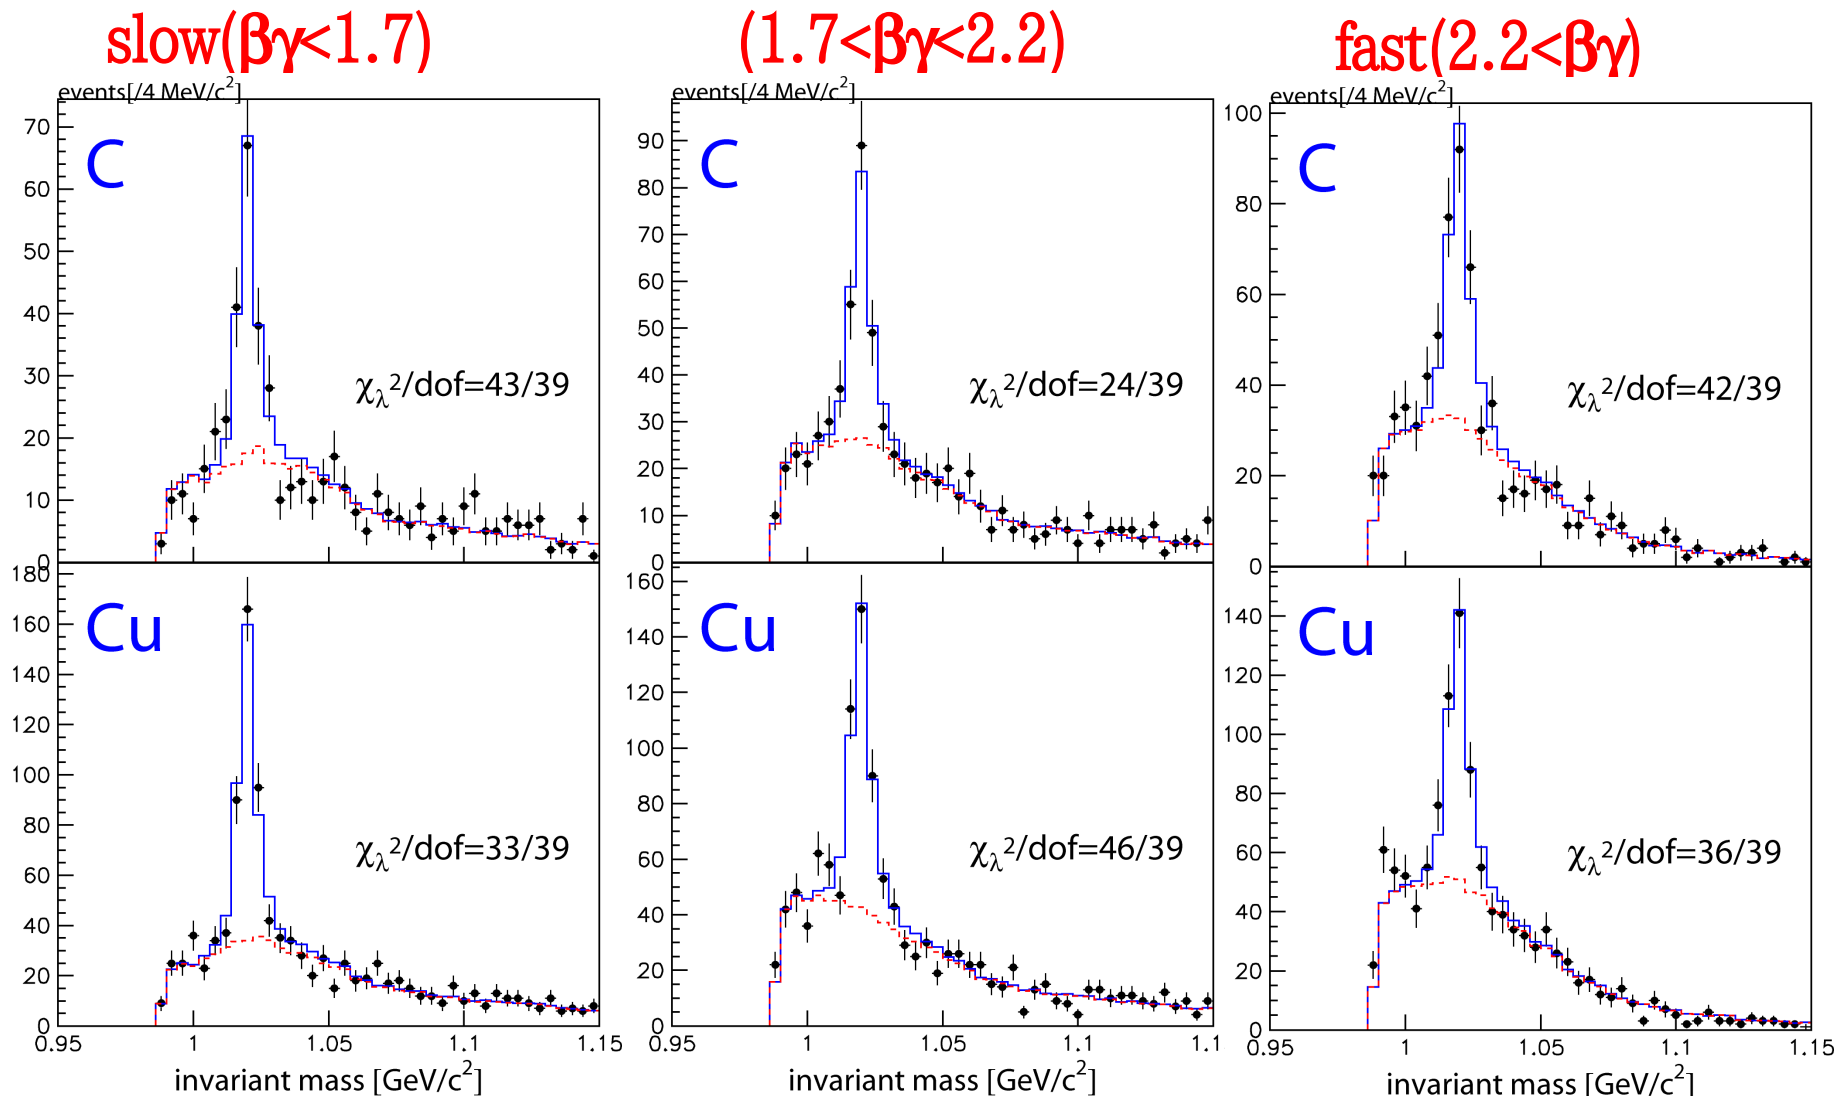 slow(βγ<1.7)
(1.7<βγ<2.2)
fast(2.2<βγ)
events[/4 MeV/c²]
events[/4 MeV/c²]
events[/4 MeV/c²]
C
70
60
50
40
30
20
10
0
χλ²/dof=43/39
C
90
80
70
60
50
40
30
20
10
0
χλ²/dof=24/39
C
100
80
60
40
20
0
χλ²/dof=42/39
Cu
180
160
140
120
100
80
60
40
20
0
χλ²/dof=33/39
Cu
160
140
120
100
80
60
40
20
0
χλ²/dof=46/39
Cu
140
120
100
80
60
40
20
0
χλ²/dof=36/39
0.95 1 1.05 1.1 1.15
0.95 1 1.05 1.1 1.1
0.95 1 1.05 1.1 1.15
invariant mass [GeV/c²]
invariant mass [GeV/c²]
invariant mass [GeV/c²]